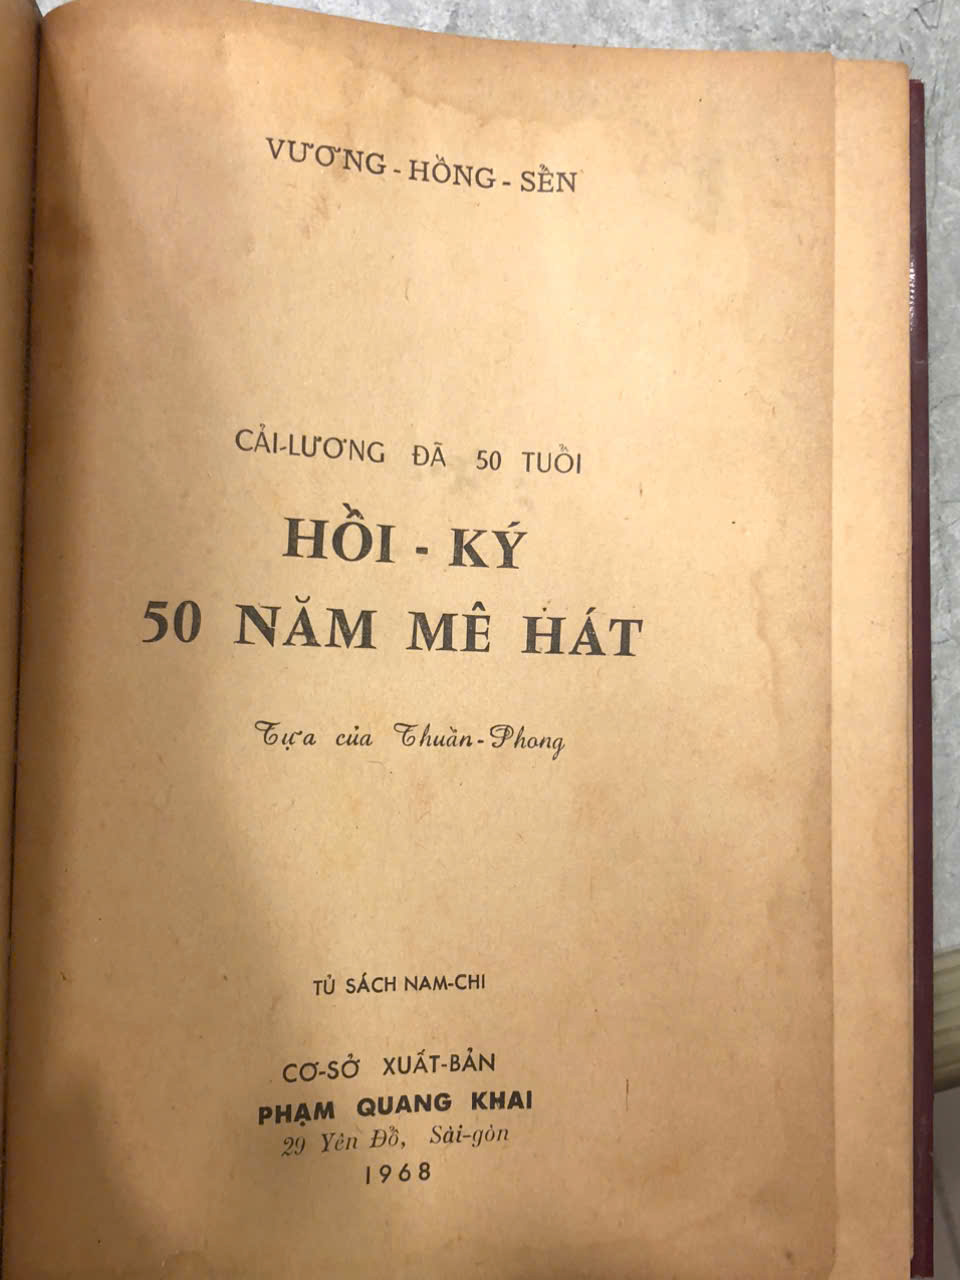 VƯƠNG - HỒNG - SỂN
CẢI-LƯƠNG ĐÃ 50 TUỔI
HỒI - KÝ
50 NĂM MÊ HÁT
Tựa của Thuần-Phong
TỦ SÁCH NAM-CHI
CƠ-SỞ XUẤT-BẢN
PHẠM QUANG KHAI
29 Yên Đổ, Sài-gòn
1968